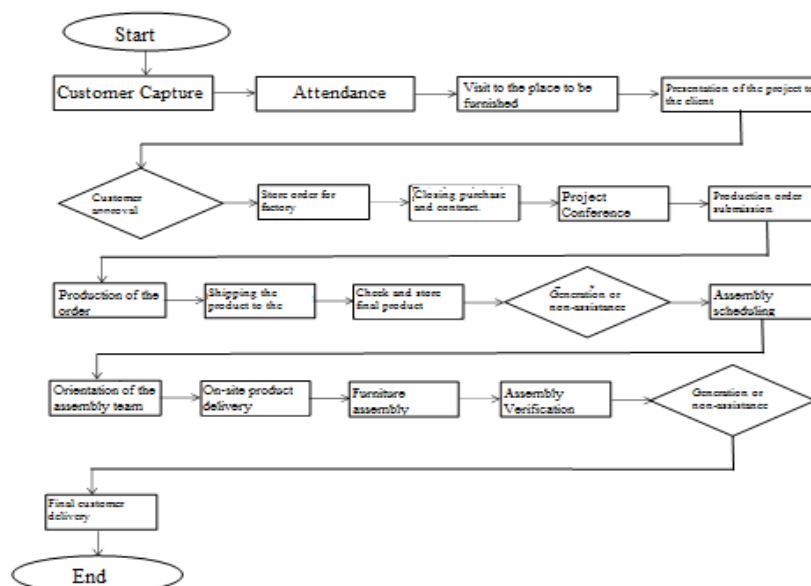 Start
Customer Capture
Attendance
Visit to the place to be
furnished
Presentation of the project to
the client
Customer
approval
Store order for
factory
Closing purchase
and contract.
Project
Conference
Production order
submission
Production of the
order
Shipping the
product to the
Check and store
final product
Generation or
non-assistance
Assembly
scheduling
Orientation of the
assembly team
On-site product
delivery
Furniture
assembly
Assembly
Verification
Generation or
non-assistance
Final customer
delivery
End